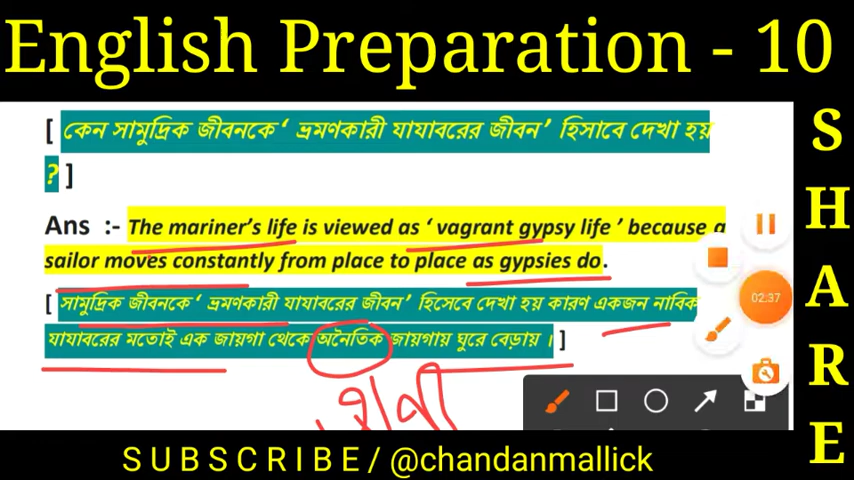 English Preparation - 10
[ কেন সামুদ্রিক জীবনকে ‘ ভ্রমণকারী যাযাবরের জীবন’ হিসাবে দেখা হয়
? ]
Ans :- The mariner’s life is viewed as ‘ vagrant gypsy life ’ because a
sailor moves constantly from place to place as gypsies do.
[ সামুদ্রিক জীবনকে ‘ ভ্রমণকারী যাযাবরের জীবন’ হিসেবে দেখা হয় কারণ একজন নাবিক
যাযাবরের মতোই এক জায়গা থেকে অনৈতিক জায়গায় ঘুরে বেড়ায় । ]
02:37
SHARE
SUBSCRIBE/ @chandanmallick